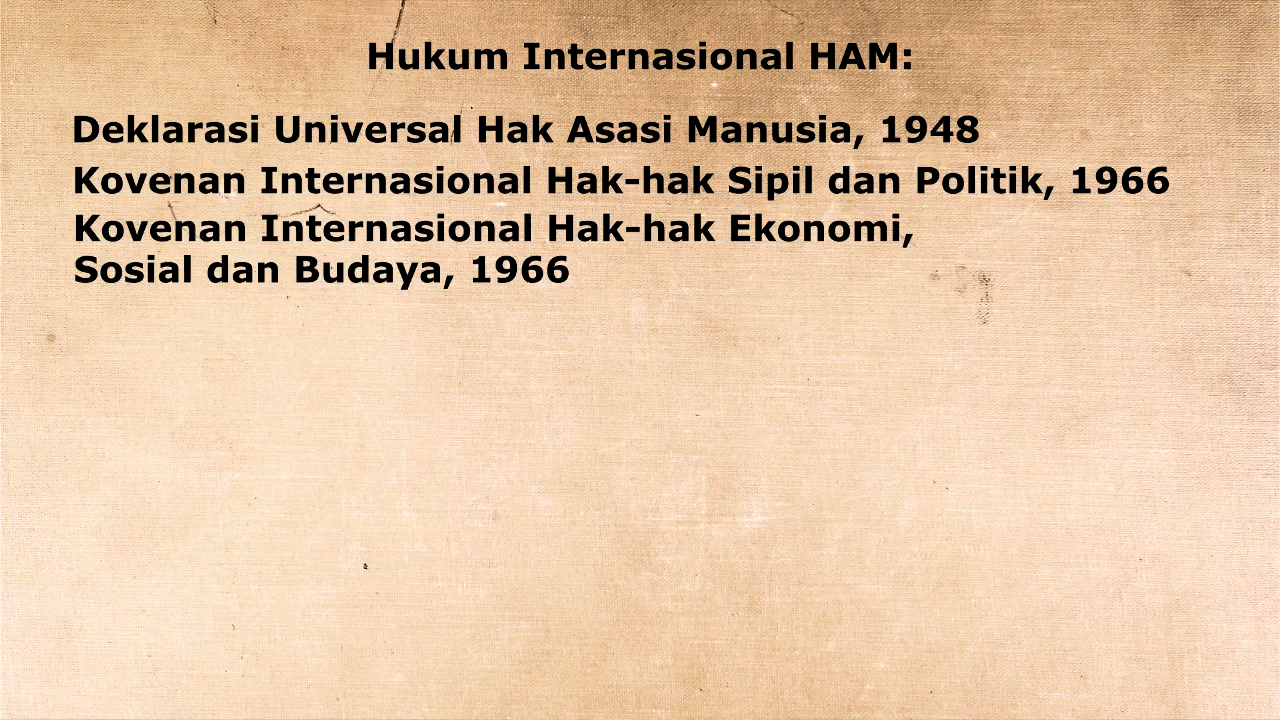 Hukum Internasional HAM:
Deklarasi Universal Hak Asasi Manusia, 1948
Kovenan Internasional Hak-hak Sipil dan Politik, 1966
Kovenan Internasional Hak-hak Ekonomi,
Sosial dan Budaya, 1966